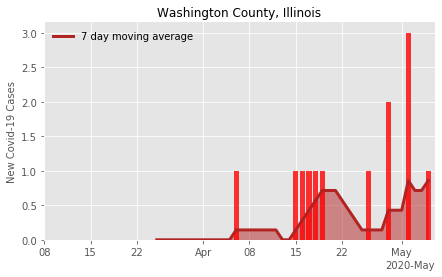 Washington County, Illinois
7 day moving average
New Covid-19 Cases
3.0
2.5
2.0
1.5
1.0
0.5
0.0
08 15 22 Apr 08 15 22 May
2020-May